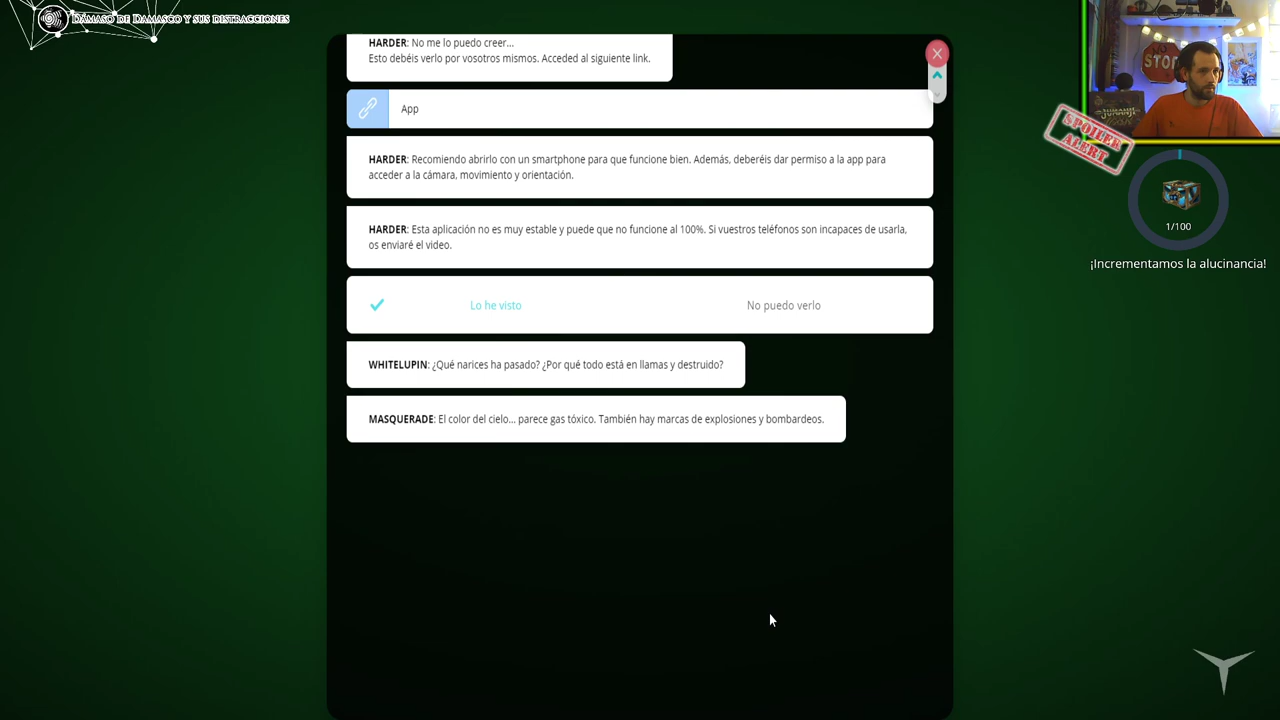 DÁMASO DE DAMASCO Y SUS DISTRACCIONES
HARDER: No me lo puedo creer...
Esto debéis verlo por vosotros mismos. Acceded al siguiente link.
App
HARDER: Recomiendo abrirlo con un smartphone para que funcione bien. Además, deberéis dar permiso a la app para
acceder a la cámara, movimiento y orientación.
HARDER: Esta aplicación no es muy estable y puede que no funcione al 100%. Si vuestros teléfonos son incapaces de usarla,
os enviaré el video.
Lo he visto
No puedo verlo
WHITELUPIN: ¿Qué narices ha pasado? ¿Por qué todo está en llamas y destruido?
MASQUERADE: El color del cielo... parece gas tóxico. También hay marcas de explosiones y bombardeos.
STOP
JUMANJI
SPOILER
ALERT
1/100
¡Incrementamos la alucinancia!